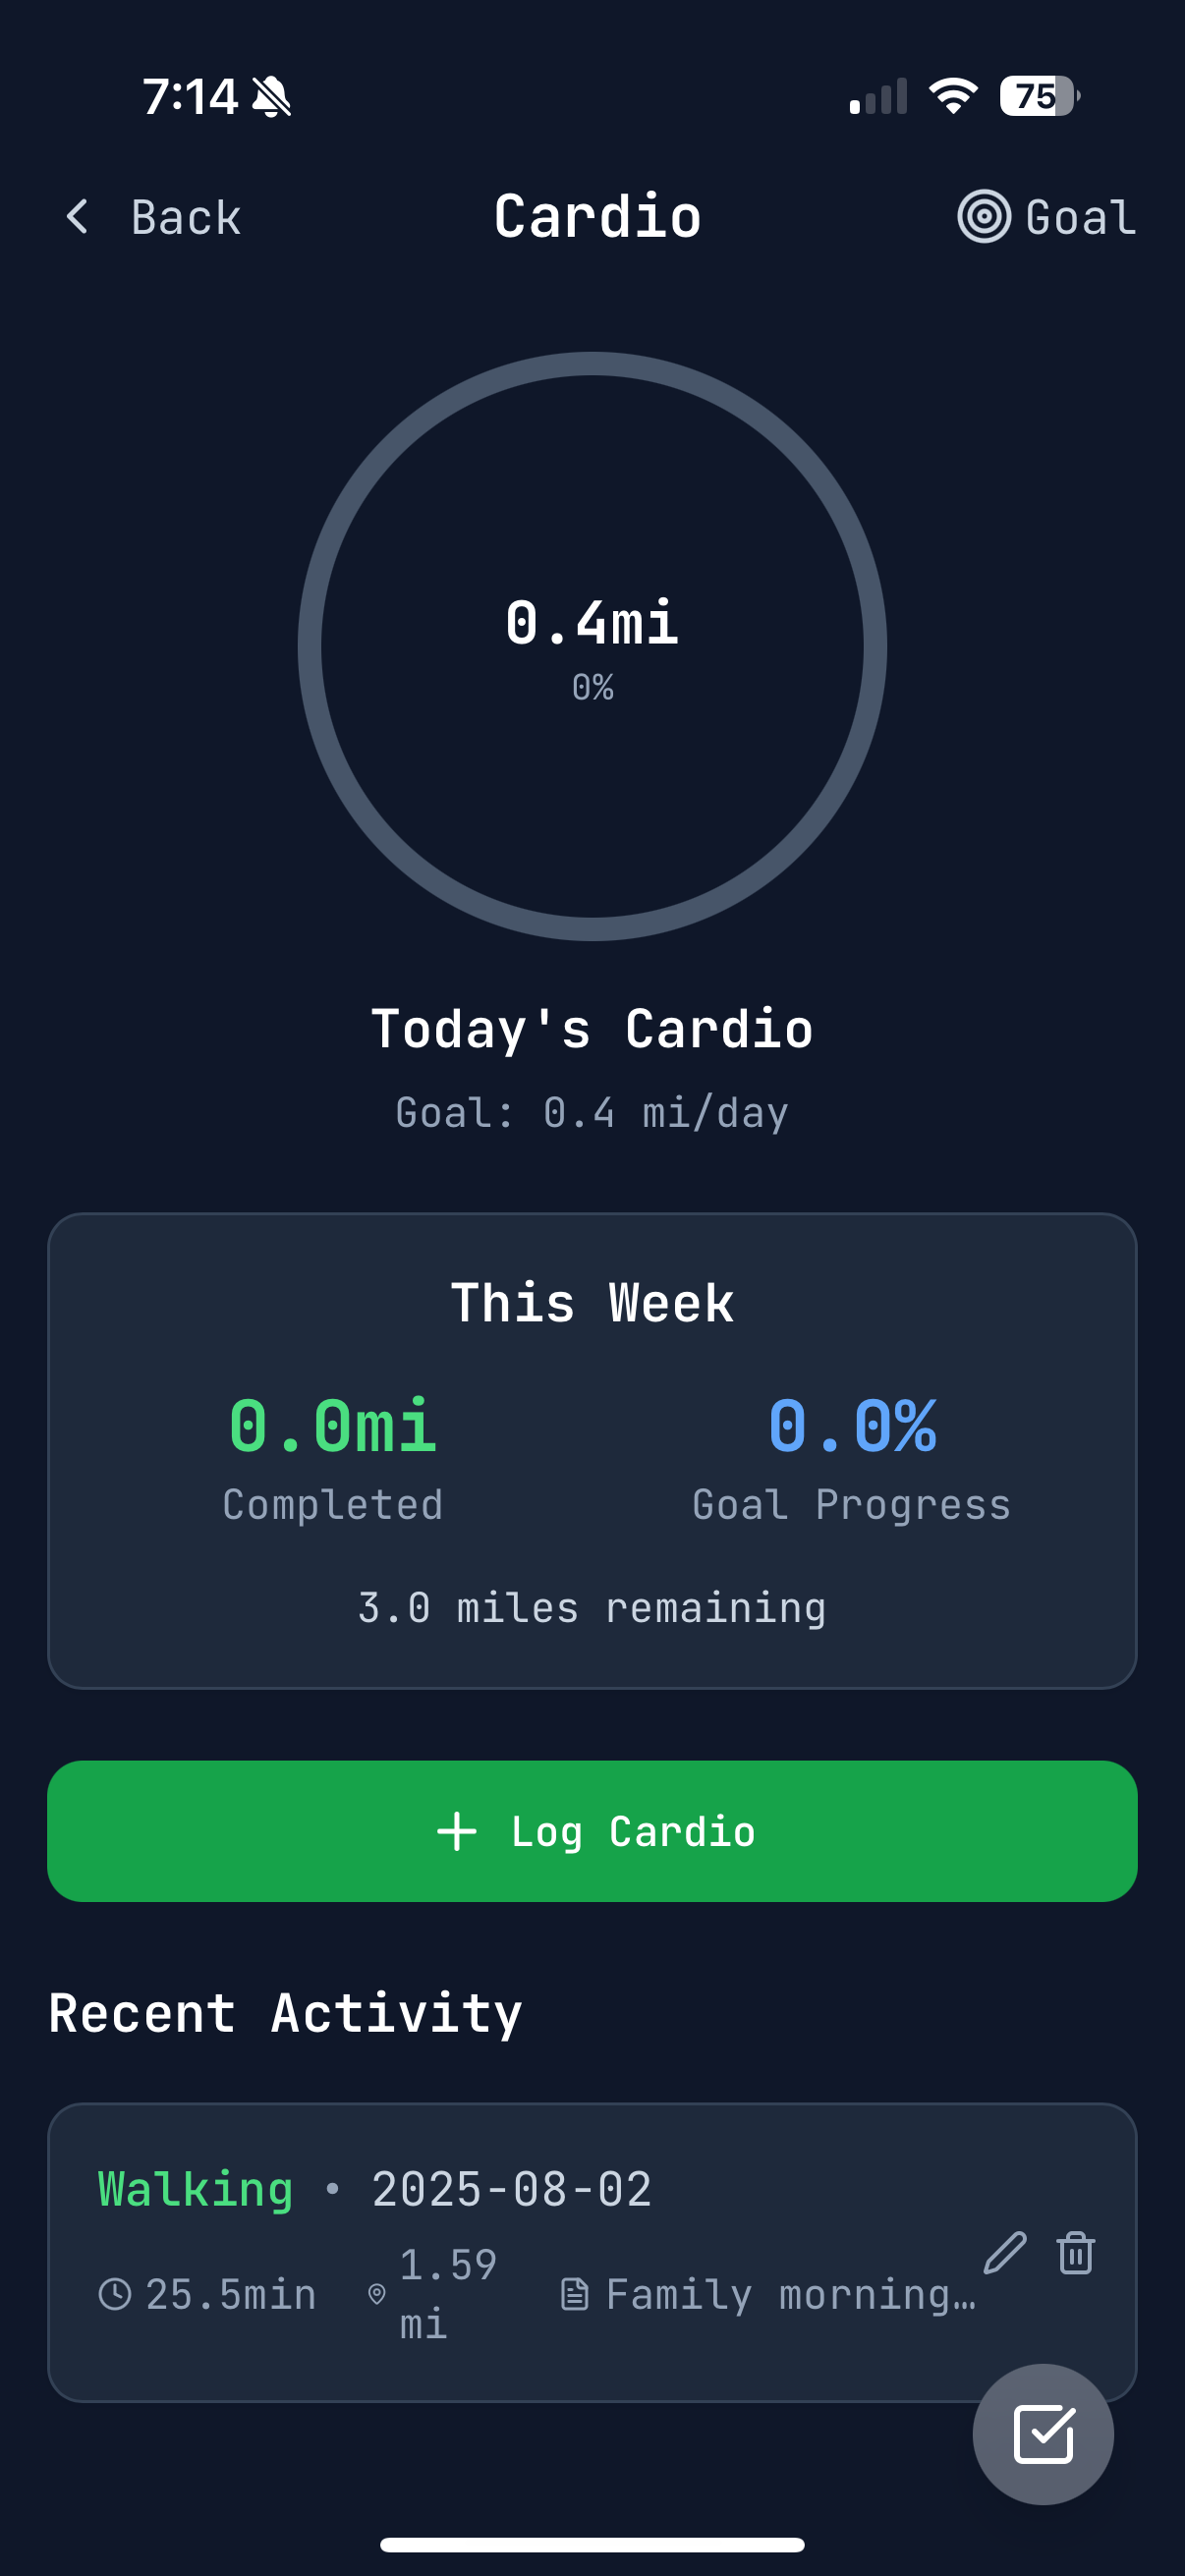 7:14
75
Back
Cardio
Goal
0.4mi
0%
Today's Cardio
Goal: 0.4 mi/day
This Week
0.0mi
0.0%
Completed
Goal Progress
3.0 miles remaining
Log Cardio
Recent Activity
Walking • 2025-08-02
25.5min
1.59
mi
Family morning…